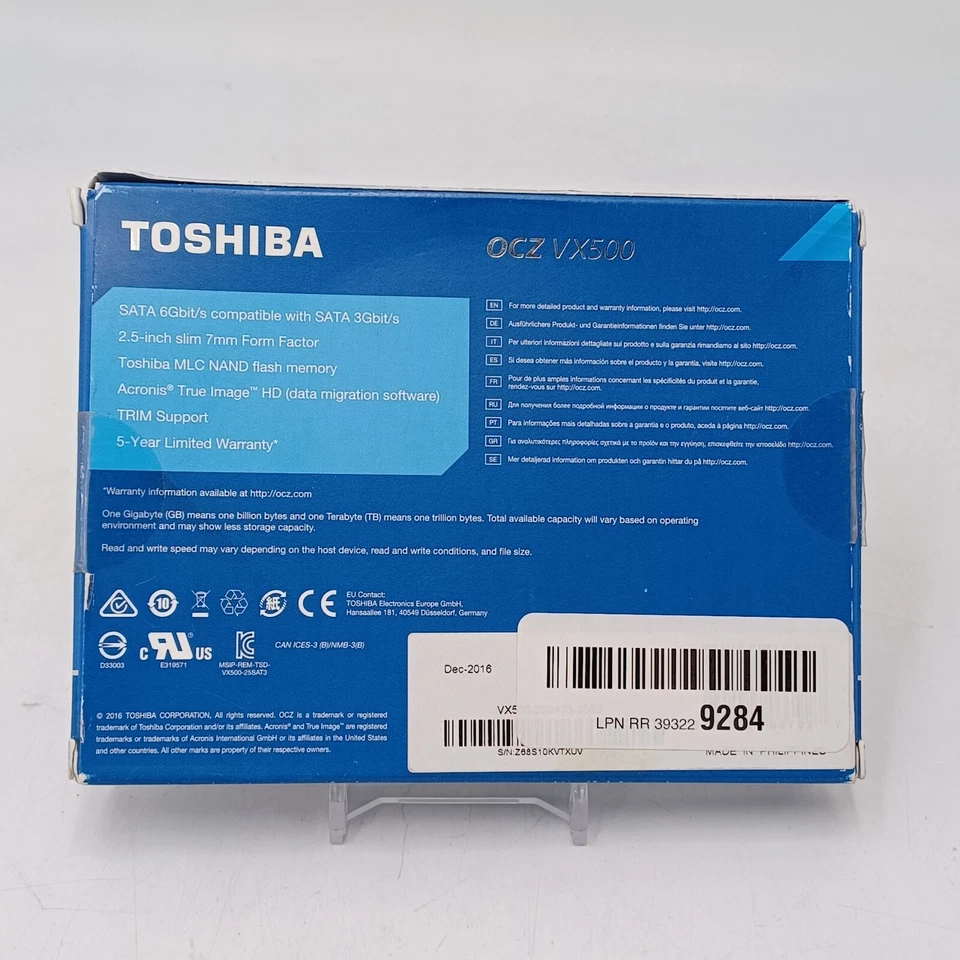 TOSHIBA
OCZ VX500
SATA 6Gbit/s compatible with SATA 3Gbit/s
2.5-inch slim 7mm Form Factor
Toshiba MLC NAND flash memory
Acronis® True Image™ HD (data migration software)
TRIM Support
5-Year Limited Warranty*
EN For more detailed product and warranty information, please visit http://ocz.com.
DE Ausführlichere Produkt- und Garantieinformationen finden Sie unter http://ocz.com.
IT Per ulteriori informazioni dettagliate sul prodotto e sulla garanzia rimandiamo al sito http://ocz.com.
ES Si desea obtener más información sobre el producto y la garantía, visite http://ocz.com.
FR Pour de plus amples informations concernant les spécificités du produit et la garantie,
rendez-vous sur http://ocz.com.
RU Для получения более подробной информации о продукте и гарантии посетите веб-сайт http://ocz.com.
PT Para informações mais detalhadas sobre a garantia e o produto, aceda à página http://ocz.com.
GR Για αναλυτικότερες πληροφορίες σχετικά με το προϊόν και την εγγύηση, επισκεφθείτε την ιστοσελίδα http://ocz.com.
SE Mer detaljerad information om produkten och garantin hittar du på http://ocz.com.
*Warranty information available at http://ocz.com
One Gigabyte (GB) means one billion bytes and one Terabyte (TB) means one trillion bytes. Total available capacity will vary based on operating
environment and may show less storage capacity.
Read and write speed may vary depending on the host device, read and write conditions, and file size.
10
紙
CE
EU Contact:
TOSHIBA Electronics Europe GmbH,
Hansaallee 181, 40549 Düsseldorf, Germany
D33003
c RU US
E319571
MSIP-REM-TSD-
VX500-25SAT3
CAN ICES-3 (B)/NMB-3(B)
© 2016 TOSHIBA CORPORATION, All rights reserved. OCZ is a trademark or registered
trademark of Toshiba Corporation and/or its affiliates. Acronis® and True Image™ are registered
trademarks or trademarks of Acronis International GmbH or its affiliates in the United States
and other countries. All other marks are property of their respective owners.
Dec-2016
S/N:Z68S10KVTXUV
LPN RR 39322 9284
MADE IN PHILIPPINES